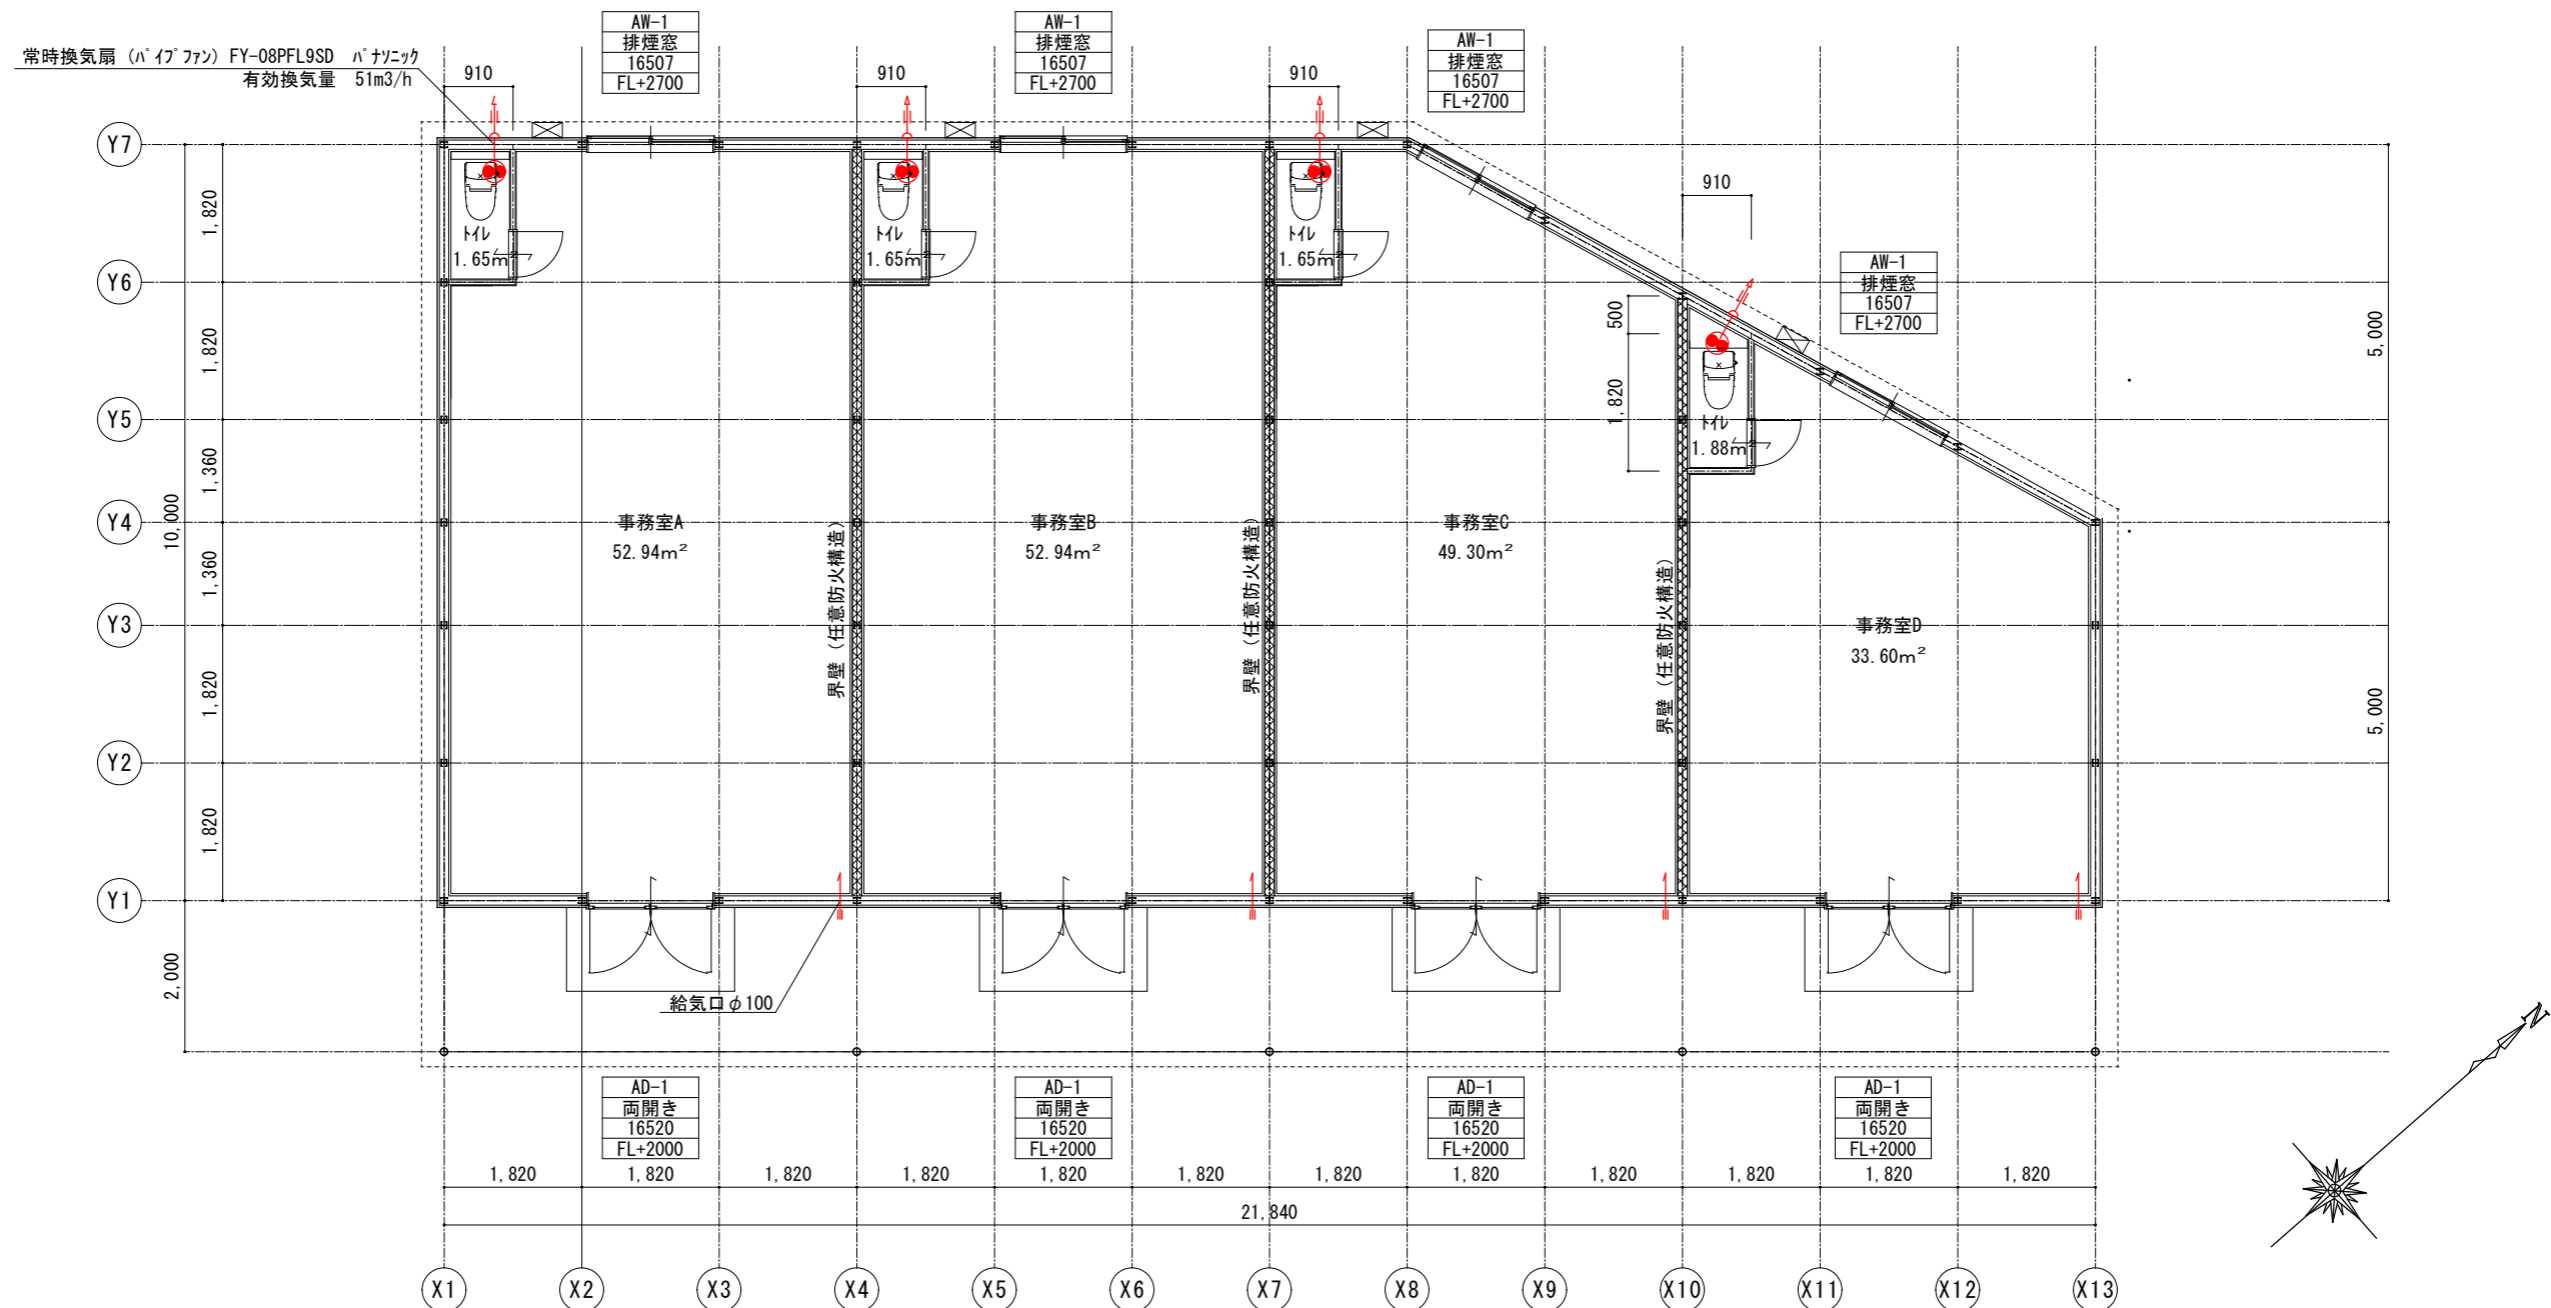 常時換気扇 (ﾊﾟｲﾌﾟﾌｧﾝ) FY-08PFL9SD ﾊﾟﾅｿﾆｯｸ
有効換気量 51m3/h
AW-1
排煙窓
16507
FL+2700
AW-1
排煙窓
16507
FL+2700
AW-1
排煙窓
16507
FL+2700
AW-1
排煙窓
16507
FL+2700
910
910
910
910
Y7
Y6
Y5
Y4
Y3
Y2
Y1
1,820
1,820
1,360
1,360
1,820
1,820
10,000
2,000
ﾄｲﾚ
1.65m²
ﾄｲﾚ
1.65m²
ﾄｲﾚ
1.65m²
ﾄｲﾚ
1.88m²
500
1,820
5,000
5,000
事務室A
52.94m²
事務室B
52.94m²
事務室C
49.30m²
事務室D
33.60m²
界壁 (任意防火構造)
界壁 (任意防火構造)
界壁 (任意防火構造)
給気口φ100
AD-1
両開き
16520
FL+2000
AD-1
両開き
16520
FL+2000
AD-1
両開き
16520
FL+2000
AD-1
両開き
16520
FL+2000
1,820
1,820
1,820
1,820
1,820
1,820
1,820
1,820
1,820
1,820
1,820
1,820
21,840
X1
X2
X3
X4
X5
X6
X7
X8
X9
X10
X11
X12
X13
N